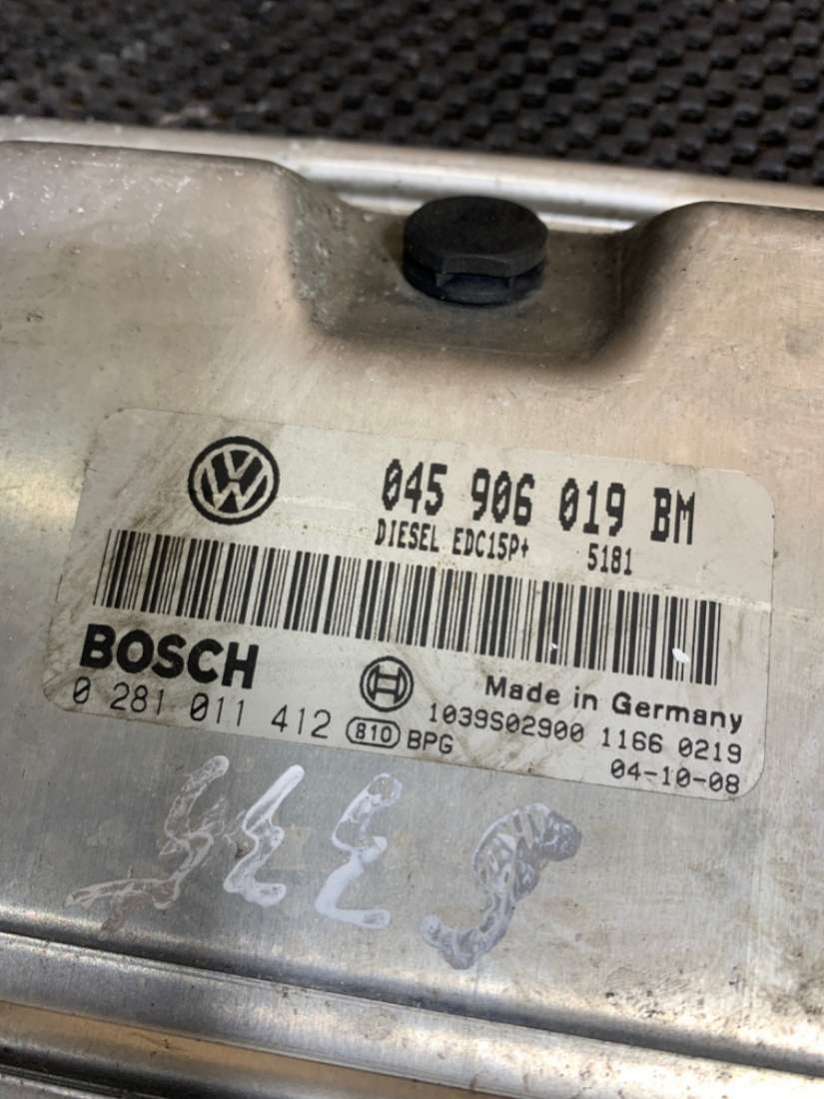 045 906 019 BM
DIESEL EDC15P+ 5181
BOSCH
Made in Germany
0 281 011 412
810 BPG
1039S02900 1166 0219
04-10-08